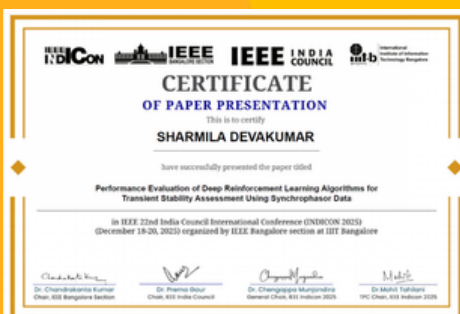 IEEE INDICON
IEEE
BANGALORE SECTION
IEEE INDIA COUNCIL
iiit-b
International Institute of Information Technology Bangalore
CERTIFICATE
OF PAPER PRESENTATION
This is to certify
SHARMILA DEVAKUMAR
have successfully presented the paper titled
Performance Evaluation of Deep Reinforcement Learning Algorithms for
Transient Stability Assessment Using Synchrophasor Data
in IEEE 22nd India Council International Conference (INDICON 2025)
(December 18-20, 2025) organized by IEEE Bangalore section at IIIT Bangalore
Dr. Chandrakanta Kumar
Chair, IEEE Bangalore Section
Dr. Prerna Gaur
Chair, IEEE India Council
Dr. Chengappa Munjandira
General Chair, IEEE Indicon 2025
Dr Mohit Tahiliani
TPC Chair, IEEE Indicon 2025